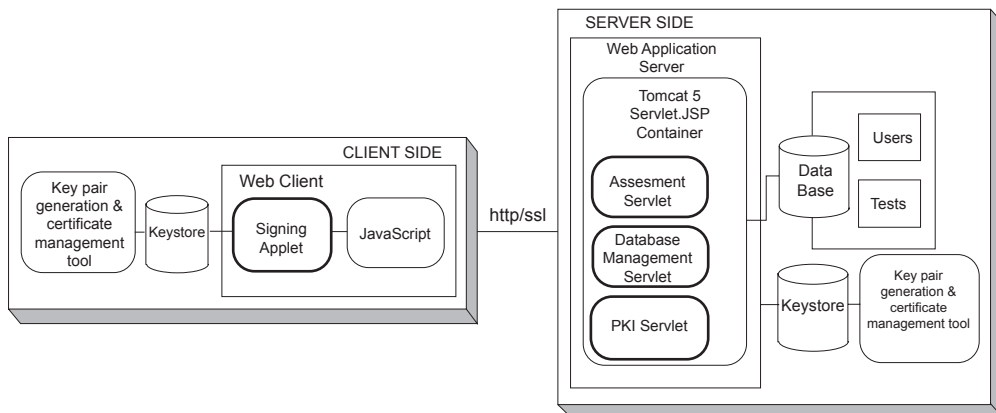 CLIENT SIDE
Key pair
generation &
certificate
management
tool
Keystore
Web Client
Signing
Applet
JavaScript
http/ssl
SERVER SIDE
Web Application
Server
Tomcat 5
Servlet.JSP
Container
Assesment
Servlet
Database
Management
Servlet
PKI Servlet
Data
Base
Users
Tests
Keystore
Key pair
generation &
certificate
management tool